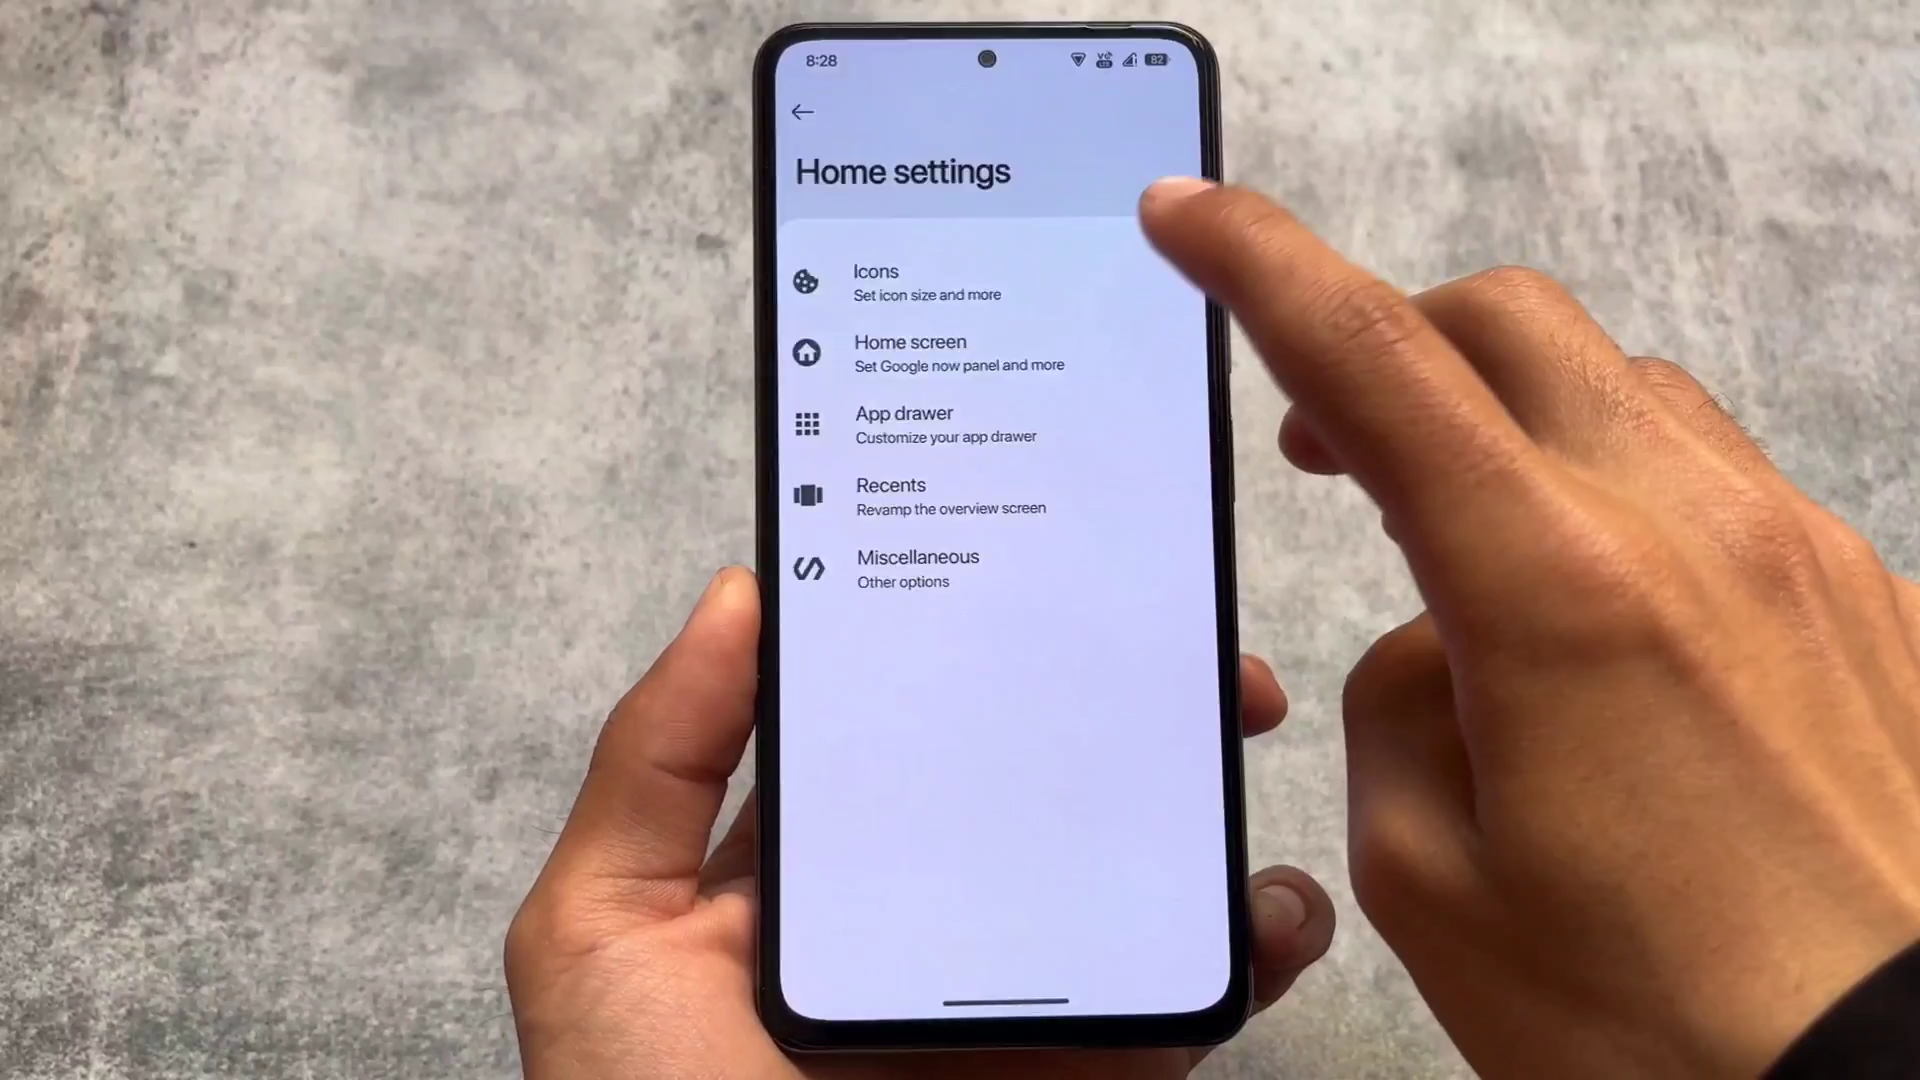 8:28
82
Home settings
Icons
Set icon size and more
Home screen
Set Google now panel and more
App drawer
Customize your app drawer
Recents
Revamp the overview screen
Miscellaneous
Other options